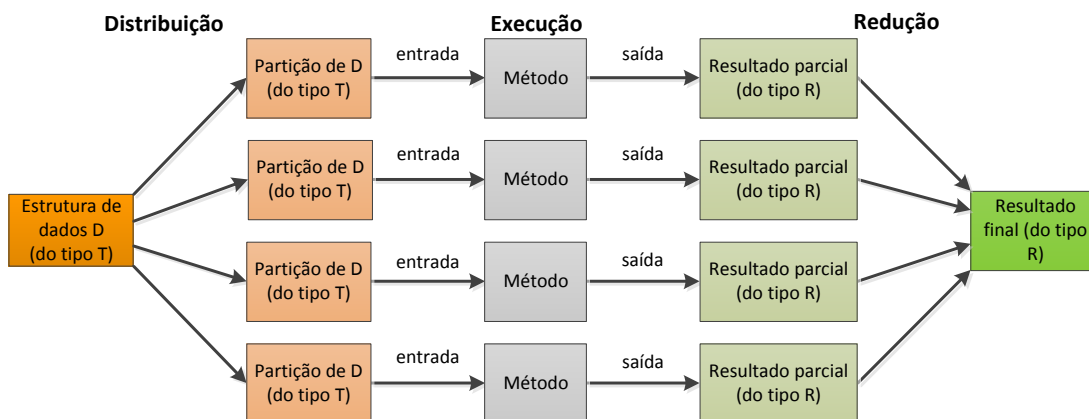 Distribuição
Execução
Redução
Partição de D
(do tipo T)
entrada
Método
saída
Resultado parcial
(do tipo R)
Partição de D
(do tipo T)
entrada
Método
saída
Resultado parcial
(do tipo R)
Estrutura de
dados D
(do tipo T)
Resultado
final (do tipo
R)
Partição de D
(do tipo T)
entrada
Método
saída
Resultado parcial
(do tipo R)
Partição de D
(do tipo T)
entrada
Método
saída
Resultado parcial
(do tipo R)